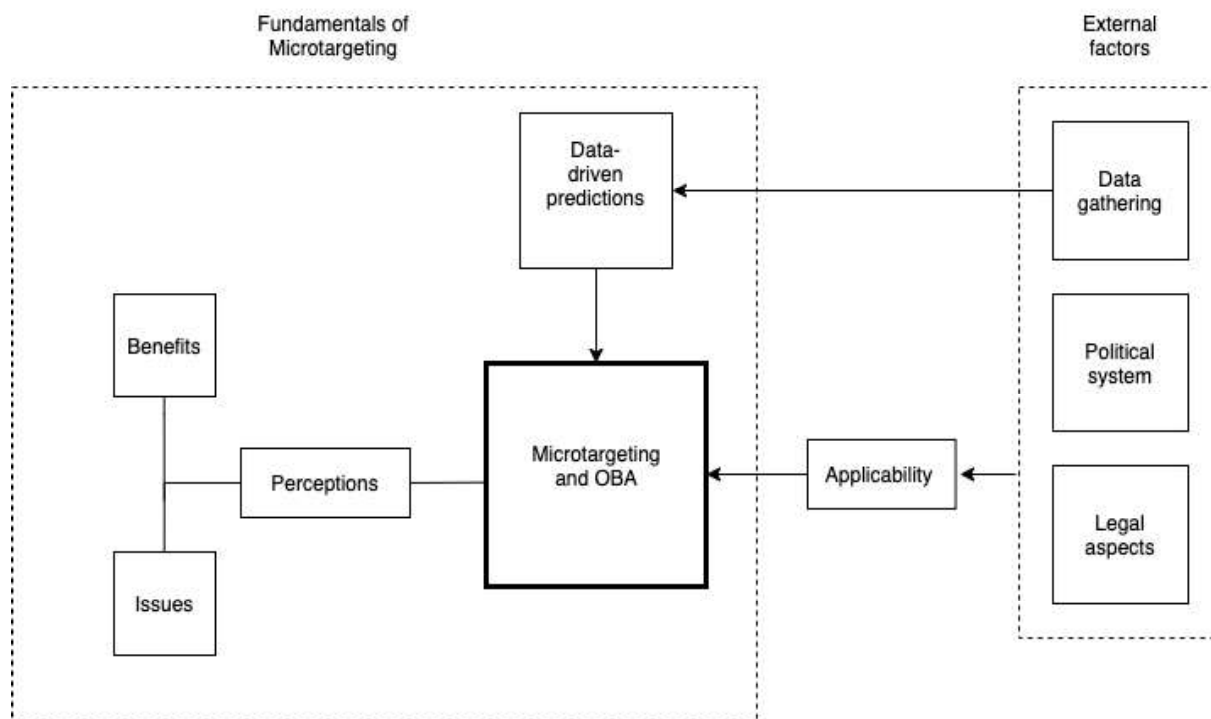 Fundamentals of
Microtargeting
External
factors
Data-
driven
predictions
Data
gathering
Benefits
Political
system
Microtargeting
and OBA
Perceptions
Applicability
Legal
aspects
Issues